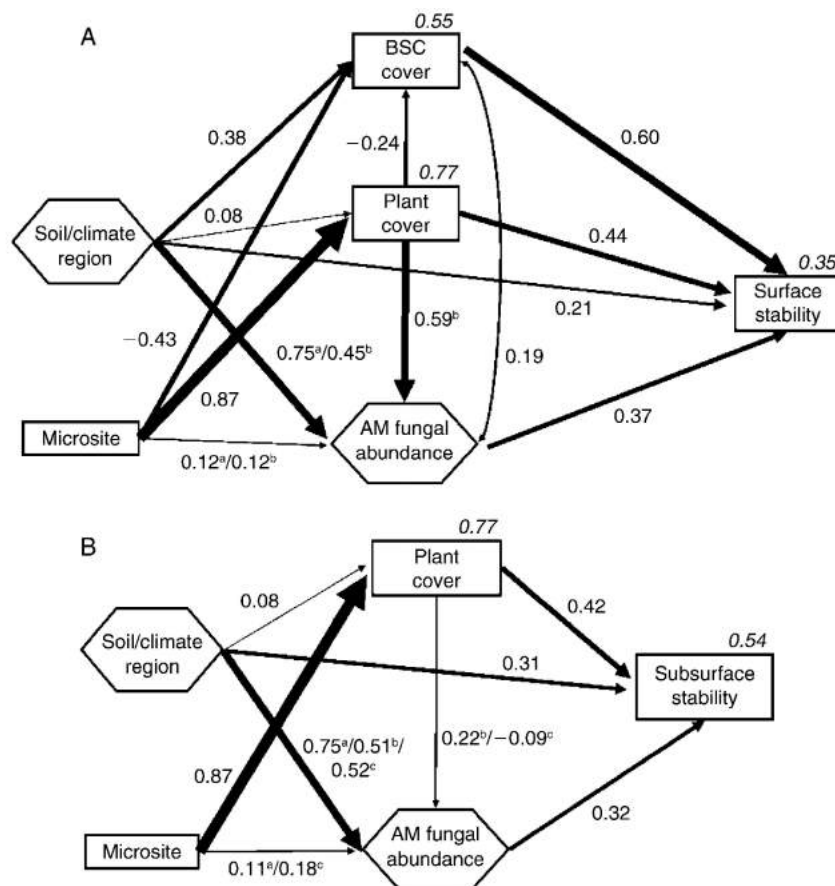 A
0.55
BSC
cover
0.38
0.60
−0.24
0.77
Plant
cover
0.08
Soil/climate
region
0.44
0.35
Surface
stability
0.21
0.59ᵇ
−0.43
0.75ᵃ/0.45ᵇ
0.19
0.87
0.37
Microsite
AM fungal
abundance
0.12ᵃ/0.12ᵇ
B
0.77
Plant
cover
0.08
0.42
Soil/climate
region
0.31
0.54
Subsurface
stability
0.75ᵃ/0.51ᵇ/
0.52ᶜ
0.22ᵇ/−0.09ᶜ
0.87
0.32
Microsite
AM fungal
abundance
0.11ᵃ/0.18ᶜ